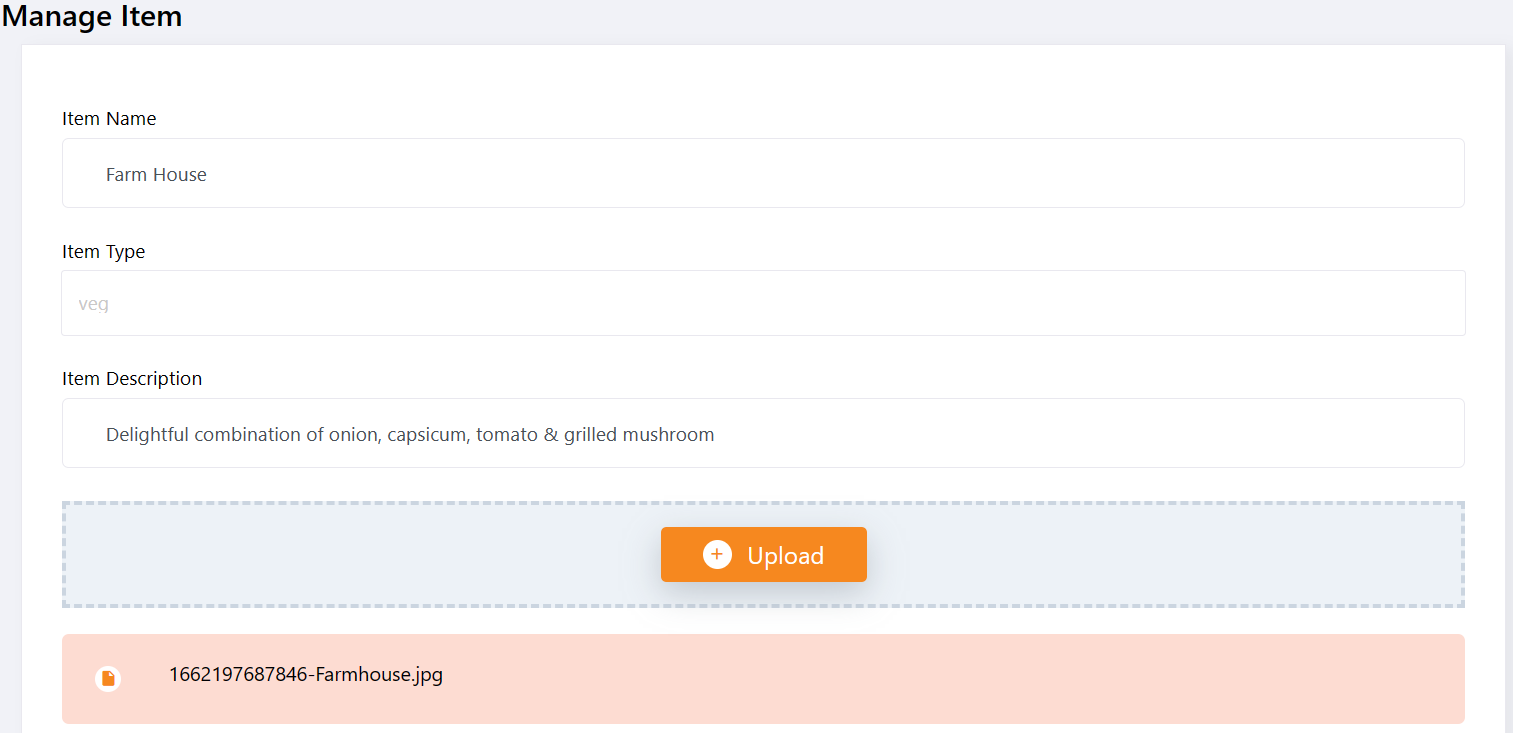 Manage Item
Item Name
Farm House
Item Type
veg
Item Description
Delightful combination of onion, capsicum, tomato & grilled mushroom
Upload
1662197687846-Farmhouse.jpg